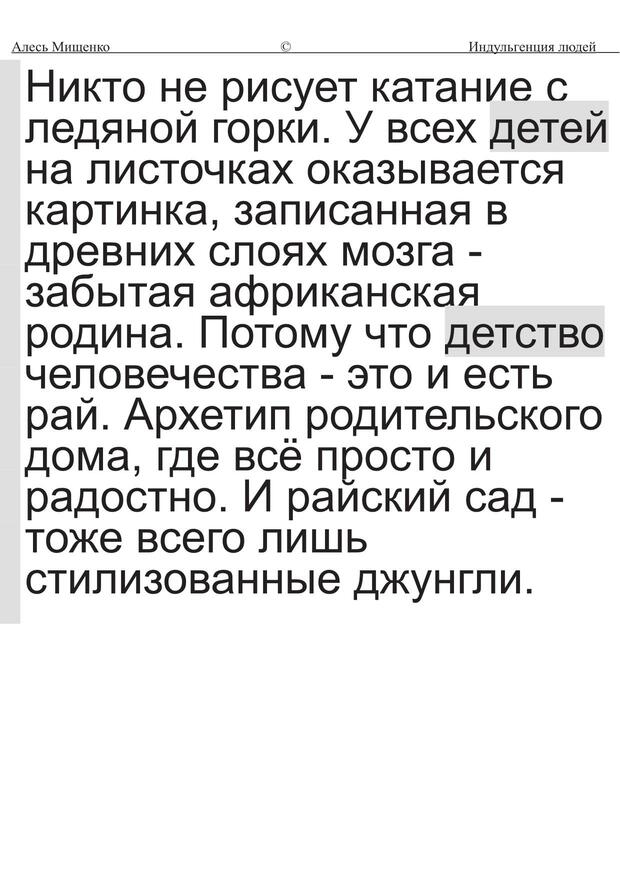 Алесь Мищенко © Индульгенция людей
Никто не рисует катание с
ледяной горки. У всех детей
на листочках оказывается
картинка, записанная в
древних слоях мозга -
забытая африканская
родина. Потому что детство
человечества - это и есть
рай. Архетип родительского
дома, где всё просто и
радостно. И райский сад -
тоже всего лишь
стилизованные джунгли.